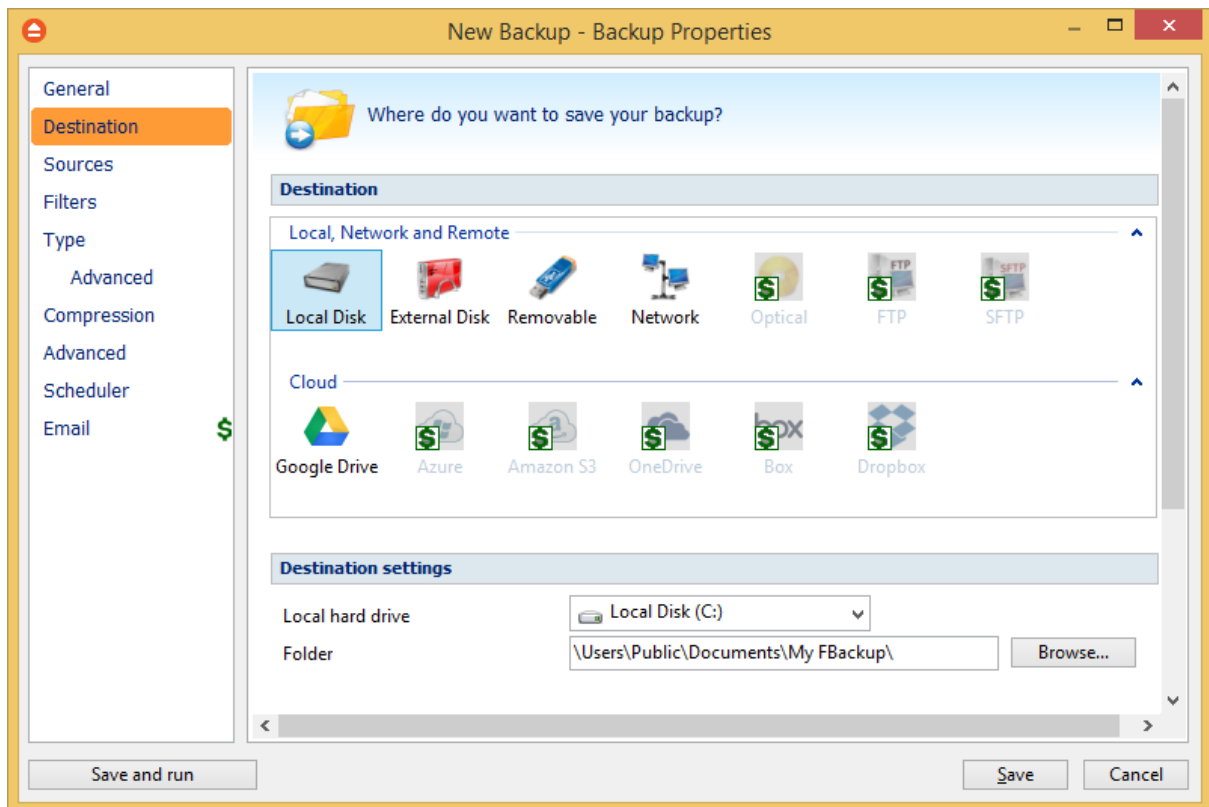 New Backup - Backup Properties
General
Destination
Sources
Filters
Type
Advanced
Compression
Advanced
Scheduler
Email $
Where do you want to save your backup?
Destination
Local, Network and Remote
Local Disk External Disk Removable Network $ Optical $ FTP FTP $ SFTP SFTP
Cloud
Google Drive $ Azure $ a Amazon S3 $ OneDrive $ box Box $ Dropbox
Destination settings
Local hard drive Local Disk (C:)
Folder \Users\Public\Documents\My FBackup\ Browse...
Save and run Save Cancel